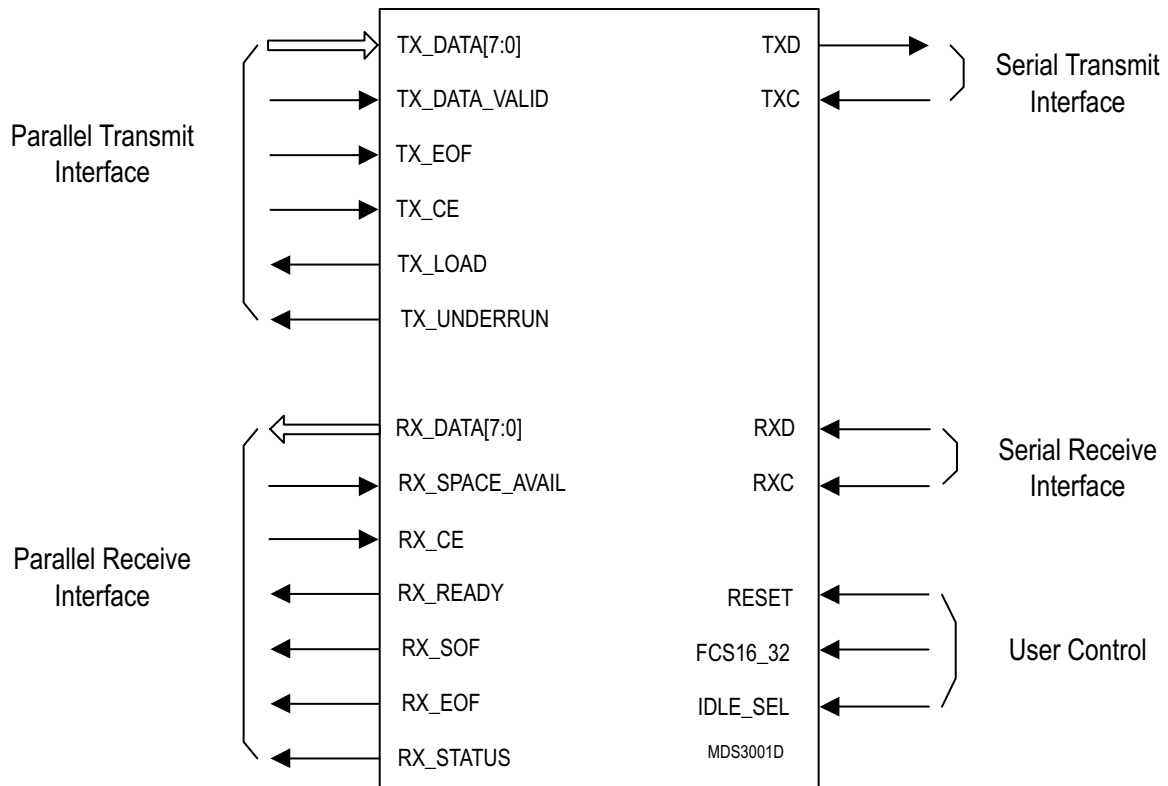 Parallel Transmit
Interface
TX_DATA[7:0]
TX_DATA_VALID
TX_EOF
TX_CE
TX_LOAD
TX_UNDERRUN
TXD
TXC
Serial Transmit
Interface
Parallel Receive
Interface
RX_DATA[7:0]
RX_SPACE_AVAIL
RX_CE
RX_READY
RX_SOF
RX_EOF
RX_STATUS
RXD
RXC
Serial Receive
Interface
RESET
FCS16_32
IDLE_SEL
User Control
MDS3001D